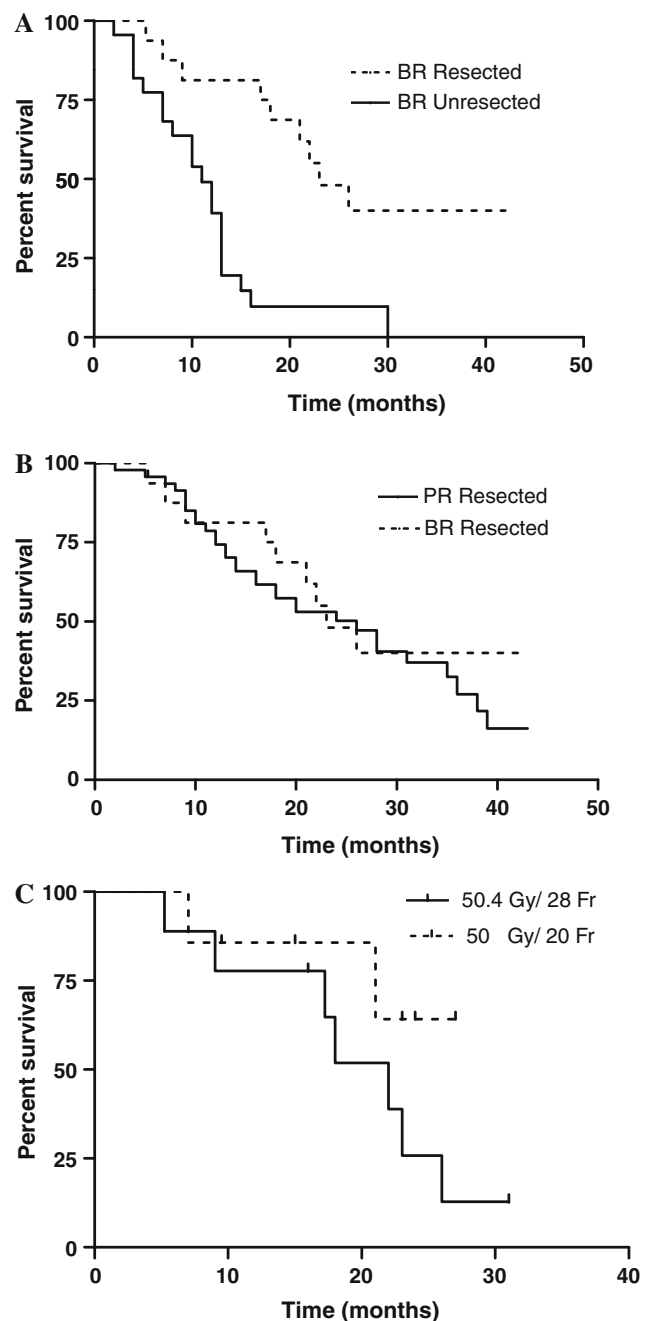 A
100
75
50
25
0
Percent survival
BR Resected
BR Unresected
0 10 20 30 40 50
Time (months)
B
100
75
50
25
0
Percent survival
PR Resected
BR Resected
0 10 20 30 40 50
Time (months)
C
100
75
50
25
0
Percent survival
50.4 Gy/ 28 Fr
50 Gy/ 20 Fr
0 10 20 30 40
Time (months)